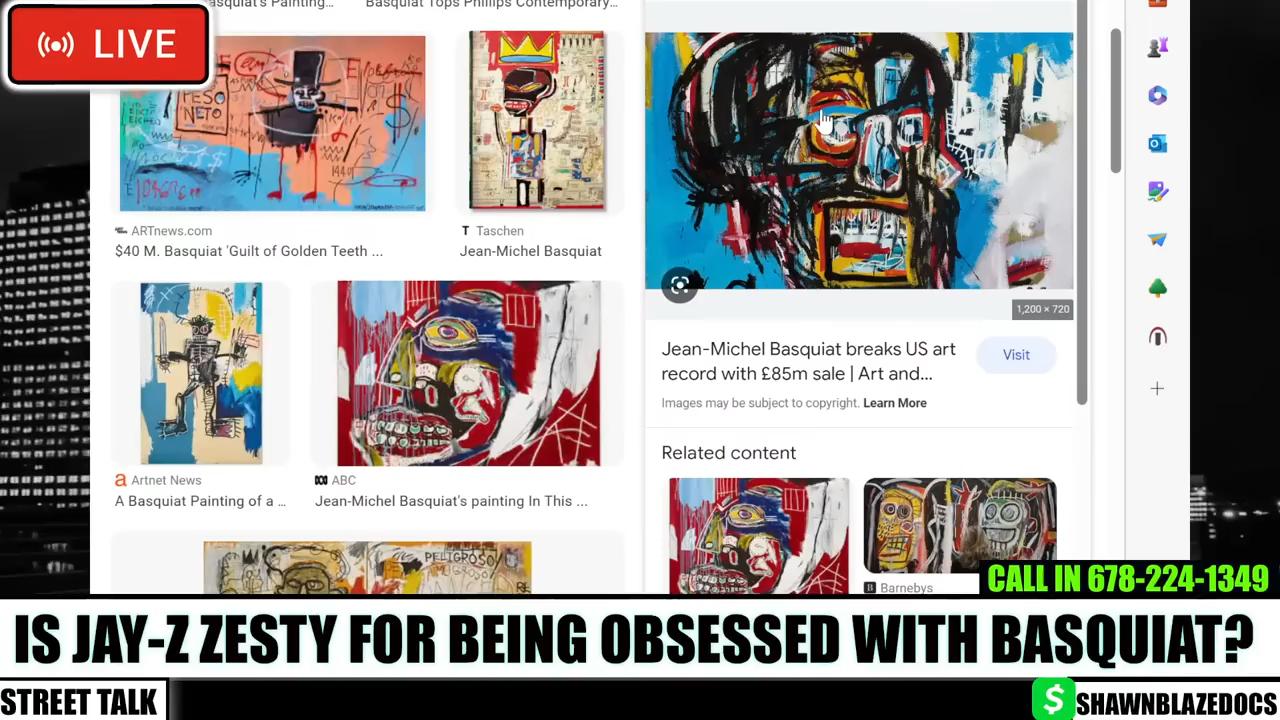 LIVE
asquiat's Painting...
Basquiat Tops Phillips Contemporary...
PESO
NETO
ARTnews.com
$40 M. Basquiat 'Guilt of Golden Teeth ...
T Taschen
Jean-Michel Basquiat
1,200 × 720
Jean-Michel Basquiat breaks US art
record with £85m sale | Art and...
Visit
Images may be subject to copyright. Learn More
Related content
a Artnet News
A Basquiat Painting of a ...
ABC
Jean-Michel Basquiat's painting In This ...
PELIGROSO
B Barnebys
CALL IN 678-224-1349
IS JAY-Z ZESTY FOR BEING OBSESSED WITH BASQUIAT?
STREET TALK
$ SHAWNBLAZEDOCS